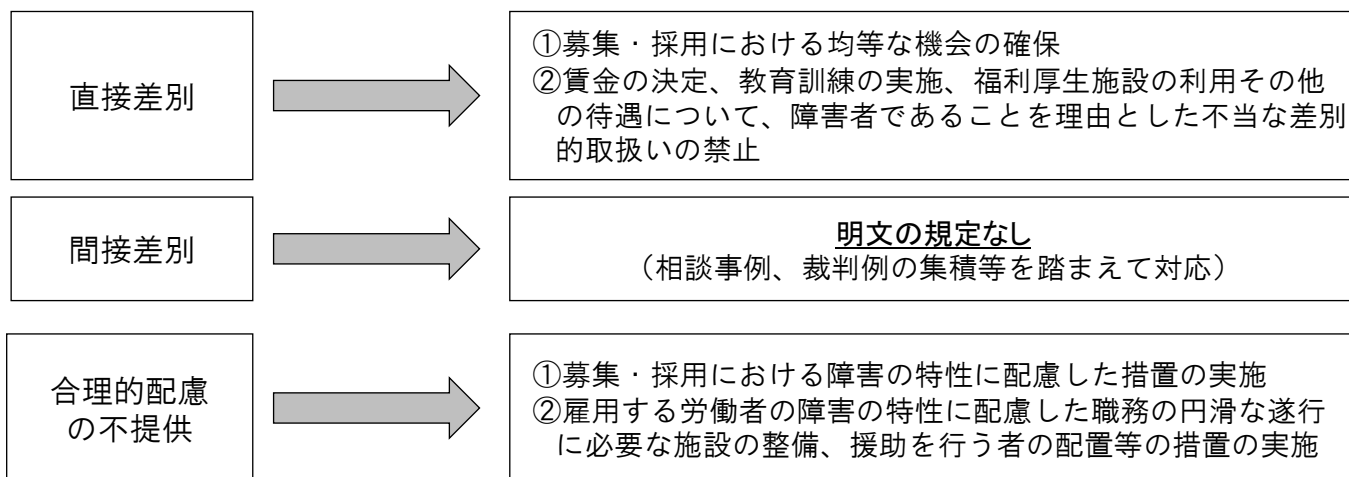 直接差別
①募集・採用における均等な機会の確保
②賃金の決定、教育訓練の実施、福利厚生施設の利用その他
の待遇について、障害者であることを理由とした不当な差別
的取扱いの禁止
間接差別
明文の規定なし
（相談事例、裁判例の集積等を踏まえて対応）
合理的配慮
の不提供
①募集・採用における障害の特性に配慮した措置の実施
②雇用する労働者の障害の特性に配慮した職務の円滑な遂行
に必要な施設の整備、援助を行う者の配置等の措置の実施